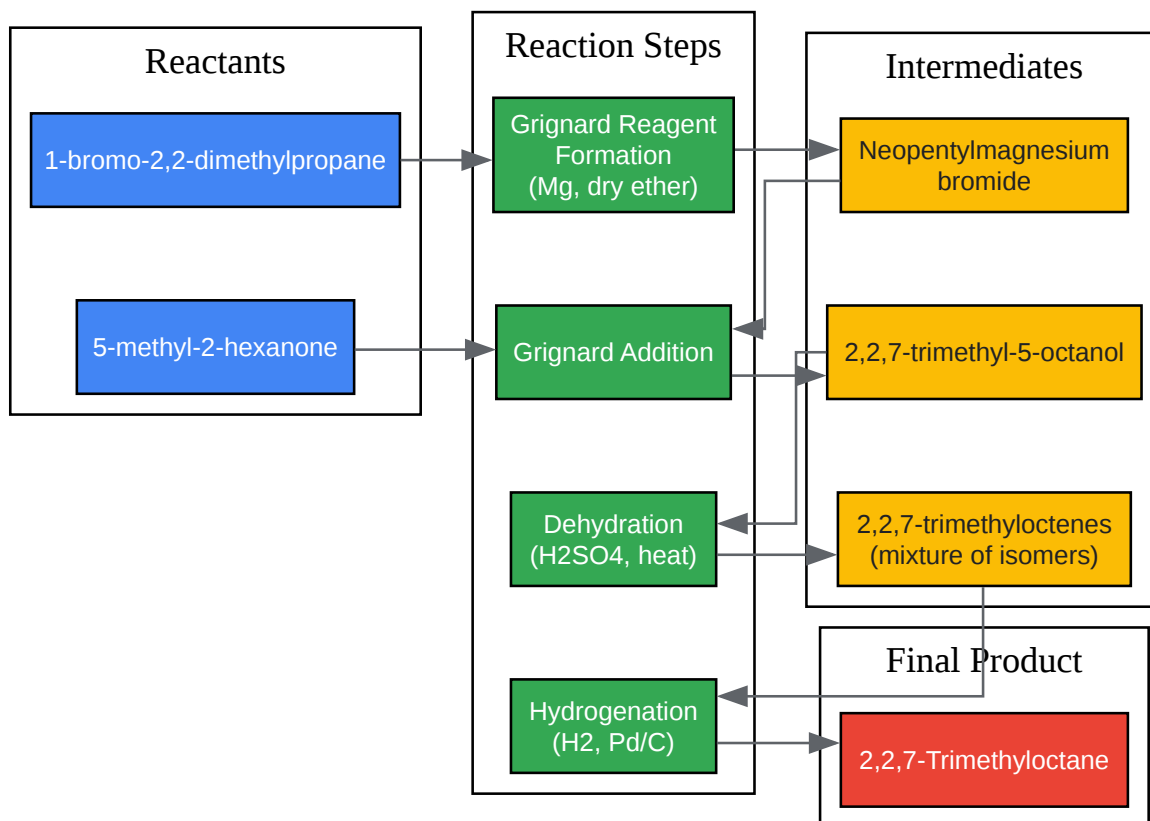 Reactants
1-bromo-2,2-dimethylpropane
5-methyl-2-hexanone
Reaction Steps
Grignard Reagent
Formation
(Mg, dry ether)
Grignard Addition
Dehydration
(H2SO4, heat)
Hydrogenation
(H2, Pd/C)
Intermediates
Neopentylmagnesium
bromide
2,2,7-trimethyl-5-octanol
2,2,7-trimethyloctenes
(mixture of isomers)
Final Product
2,2,7-Trimethyloctane